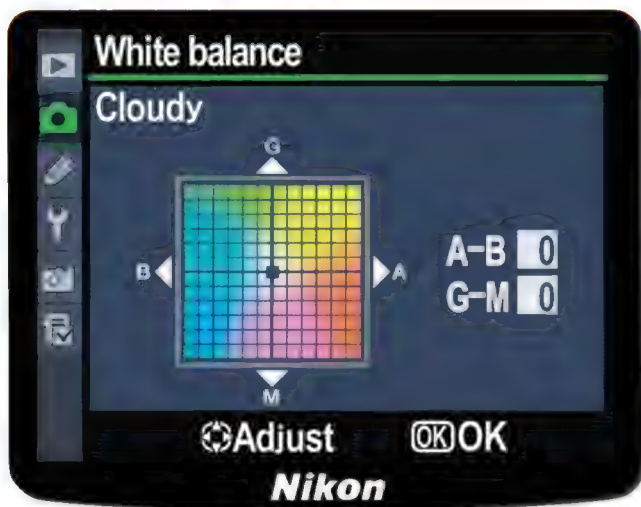 White balance
Cloudy
G
B
A
A-B 0
G-M 0
M
Adjust
OK OK
Nikon